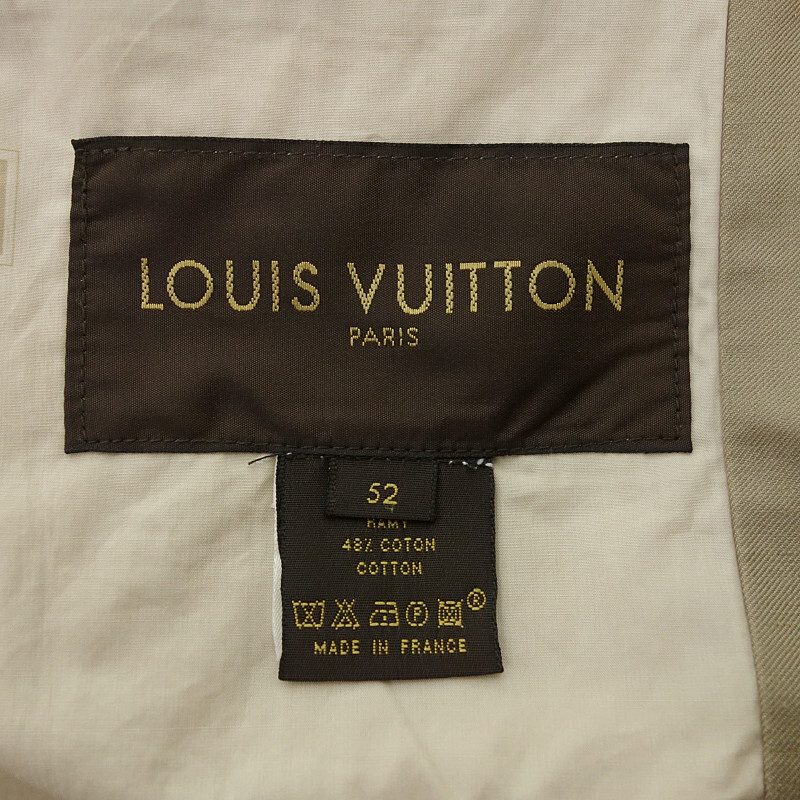 LOUIS VUITTON
PARIS
52
48% COTON
COTTON
P
®
MADE IN FRANCE